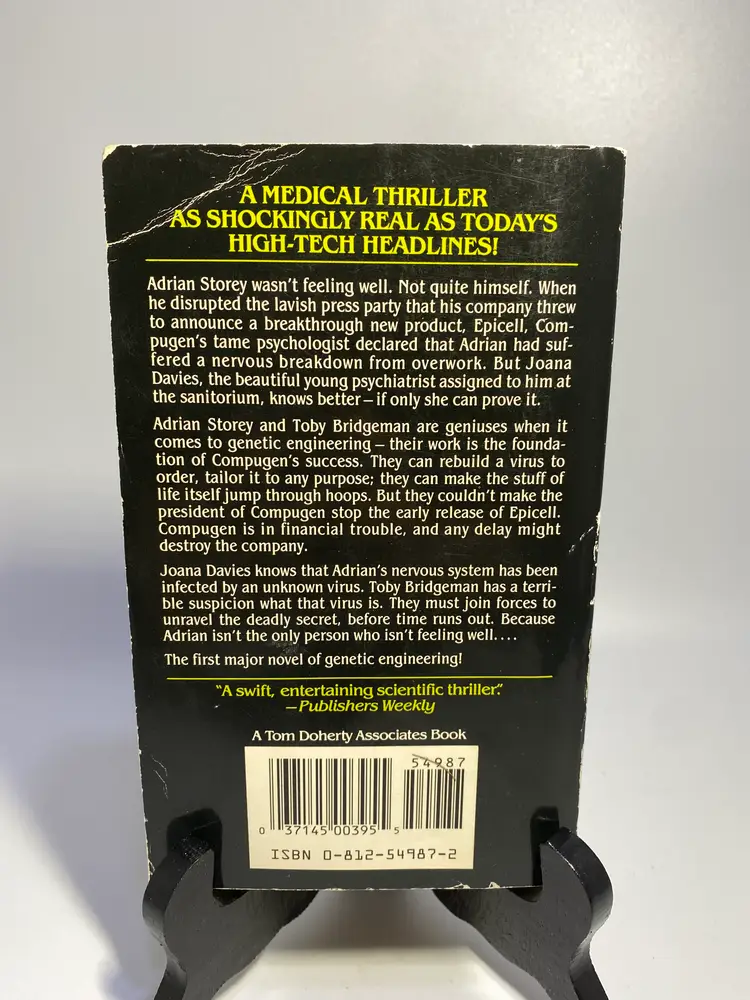 A MEDICAL THRILLER
AS SHOCKINGLY REAL AS TODAY'S
HIGH-TECH HEADLINES!
Adrian Storey wasn't feeling well. Not quite himself. When
he disrupted the lavish press party that his company threw
to announce a breakthrough new product, Epicell, Com-
pugen's tame psychologist declared that Adrian had suf-
fered a nervous breakdown from overwork. But Joana
Davies, the beautiful young psychiatrist assigned to him at
the sanitorium, knows better – if only she can prove it.
Adrian Storey and Toby Bridgeman are geniuses when it
comes to genetic engineering – their work is the founda-
tion of Compugen's success. They can rebuild a virus to
order, tailor it to any purpose; they can make the stuff of
life itself jump through hoops. But they couldn't make the
president of Compugen stop the early release of Epicell.
Compugen is in financial trouble, and any delay might
destroy the company.
Joana Davies knows that Adrian's nervous system has been
infected by an unknown virus. Toby Bridgeman has a terri-
ble suspicion what that virus is. They must join forces to
unravel the deadly secret, before time runs out. Because
Adrian isn't the only person who isn't feeling well....
The first major novel of genetic engineering!
"A swift, entertaining scientific thriller."
—Publishers Weekly
A Tom Doherty Associates Book
54987
0 37145 00395 5
ISBN 0-812-54987-2